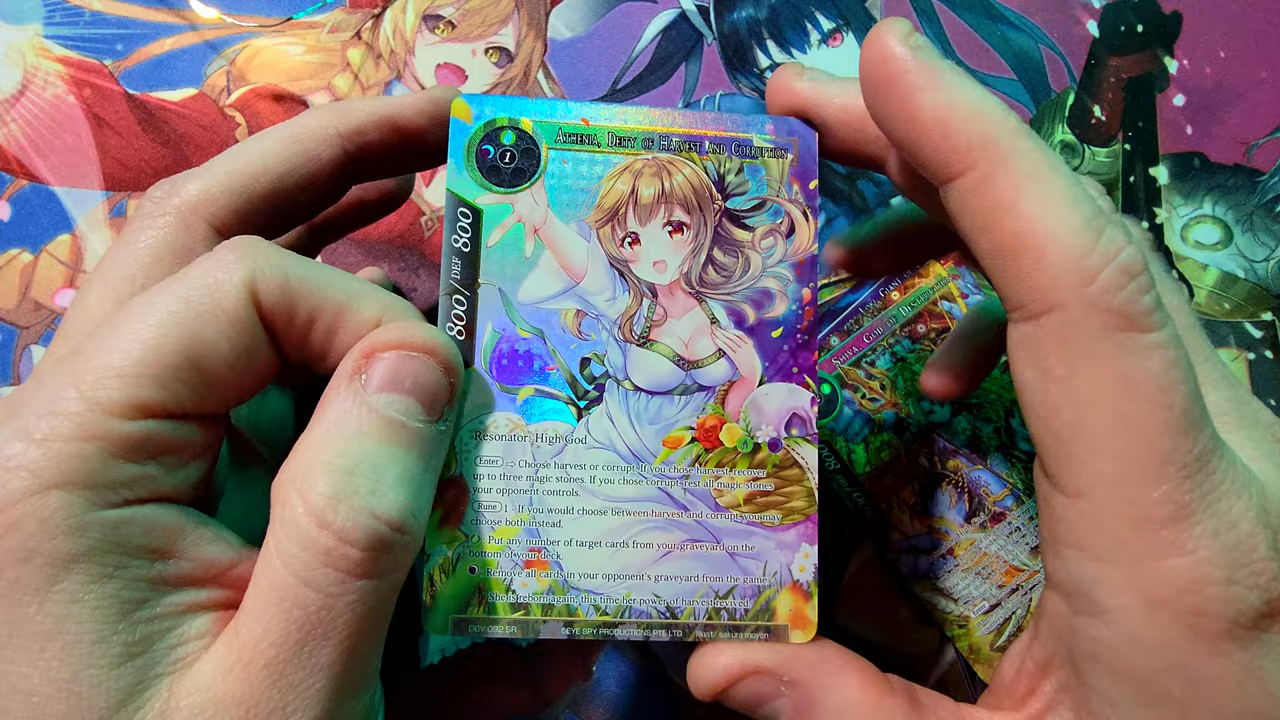 1
ATHENIA, DEITY OF HARVEST AND CORRUPTION
800/DEF 800
Resonator: High God
Enter ⇨ Choose harvest or corrupt. If you chose harvest, recover
up to three magic stones. If you chose corrupt, rest all magic stones
your opponent controls.
Rune 1 - If you would choose between harvest and corrupt, you may
choose both instead.
: Put any number of target cards from your graveyard on the
bottom of your deck.
: Remove all cards in your opponent's graveyard from the game.
She is reborn again, this time her power of harvest revived.
DBV-092 SR ©EYE SPY PRODUCTIONS PTE LTD Illust/ sakura moyon
LOKI, GIANT OF
SHIVA, GOD OF DESTRUCTION